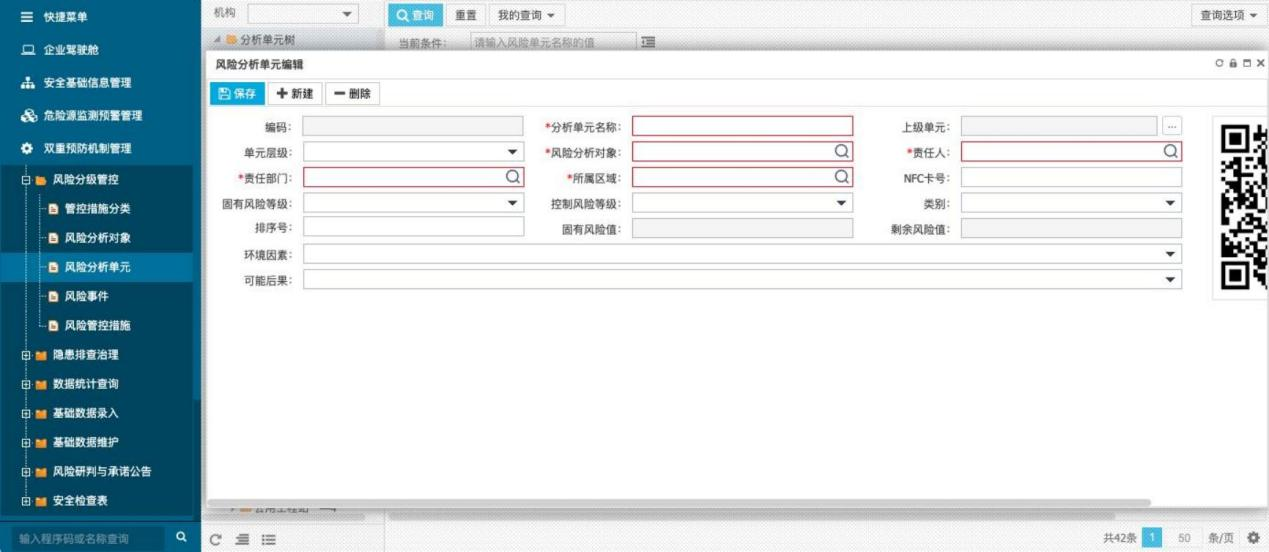 快捷菜单
企业驾驶舱
安全基础信息管理
危险源监测预警管理
双重预防机制管理
风险分级管控
管控措施分类
风险分析对象
风险分析单元
风险事件
风险管控措施
隐患排查治理
数据统计查询
基础数据录入
基础数据维护
风险研判与承诺公告
安全检查表
输入程序码或名称查询
机构 查询 重置 我的查询 查询选项
分析单元树 当前条件: 请输入风险单元名称的值
风险分析单元编辑
保存 新建 删除
编码: *分析单元名称: 上级单元: ...
单元层级: *风险分析对象: *责任人:
*责任部门: *所属区域: NFC卡号:
固有风险等级: 控制风险等级: 类别:
排序号: 固有风险值: 剩余风险值:
环境因素:
可能后果:
共42条 1 50 条/页